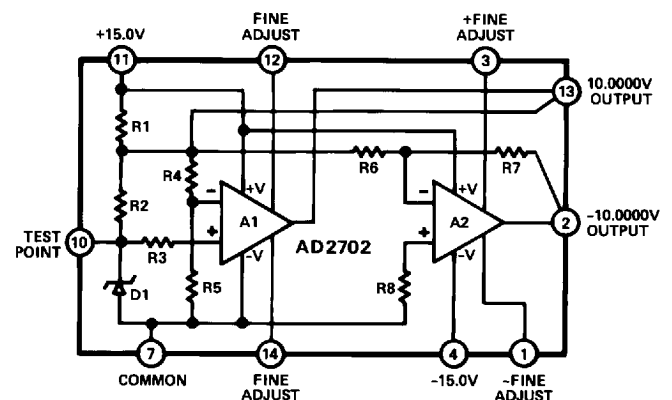 FINE
ADJUST
+FINE
ADJUST
+15.0V
11
12
3
13
10.0000V
OUTPUT
R1
R4
R6
R7
R2
+V
+V
-
-
A1
A2
2
-10.0000V
OUTPUT
TEST
POINT
10
R3
+
+
AD2702
-V
-V
D1
R5
R8
7
14
4
1
COMMON
FINE
ADJUST
-15.0V
-FINE
ADJUST